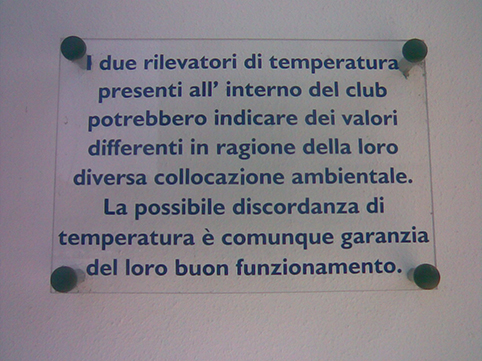 I due rilevatori di temperatura
presenti all' interno del club
potrebbero indicare dei valori
differenti in ragione della loro
diversa collocazione ambientale.
La possibile discordanza di
temperatura è comunque garanzia
del loro buon funzionamento.